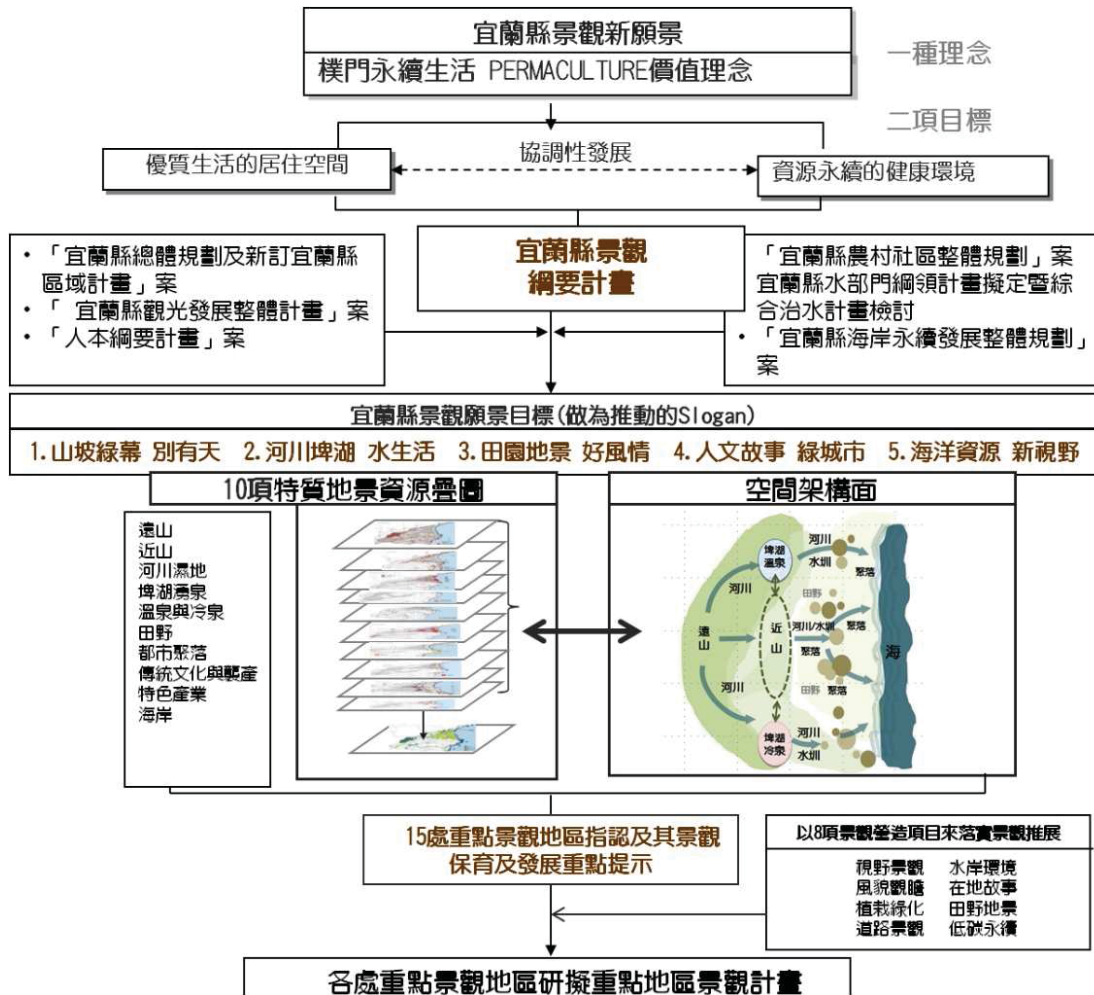 宜蘭縣景觀新願景
樸門永續生活 PERMACULTURE價值理念
一種理念
二項目標
優質生活的居住空間
協調性發展
資源永續的健康環境
宜蘭縣景觀
綱要計畫
•「宜蘭縣總體規劃及新訂宜蘭縣
區域計畫」案
•「 宜蘭縣觀光發展整體計畫」案
•「人本綱要計畫」案
•「宜蘭縣農村社區整體規劃」案
宜蘭縣水部門綱領計畫擬定暨綜
合治水計畫檢討
•「宜蘭縣海岸永續發展整體規劃」
案
宜蘭縣景觀願景目標(做為推動的Slogan)
1.山坡綠幕 別有天 2.河川埤湖 水生活 3.田園地景 好風情 4.人文故事 綠城市 5.海洋資源 新視野
10項特質地景資源疊圖
遠山
近山
河川濕地
埤湖湧泉
溫泉與冷泉
田野
都市聚落
傳統文化與襲產
特色產業
海岸
空間架構面
埤湖
溫泉
河川
水圳
聚落
河川
田野
遠山
近山
河川/水圳
聚落
聚落
海
河川
田野
聚落
埤湖
冷泉
河川
水圳
15處重點景觀地區指認及其景觀
保育及發展重點提示
以8項景觀營造項目來落實景觀推展
視野景觀 水岸環境
風貌觀瞻 在地故事
植栽綠化 田野地景
道路景觀 低碳永續
各處重點景觀地區研擬重點地區景觀計畫